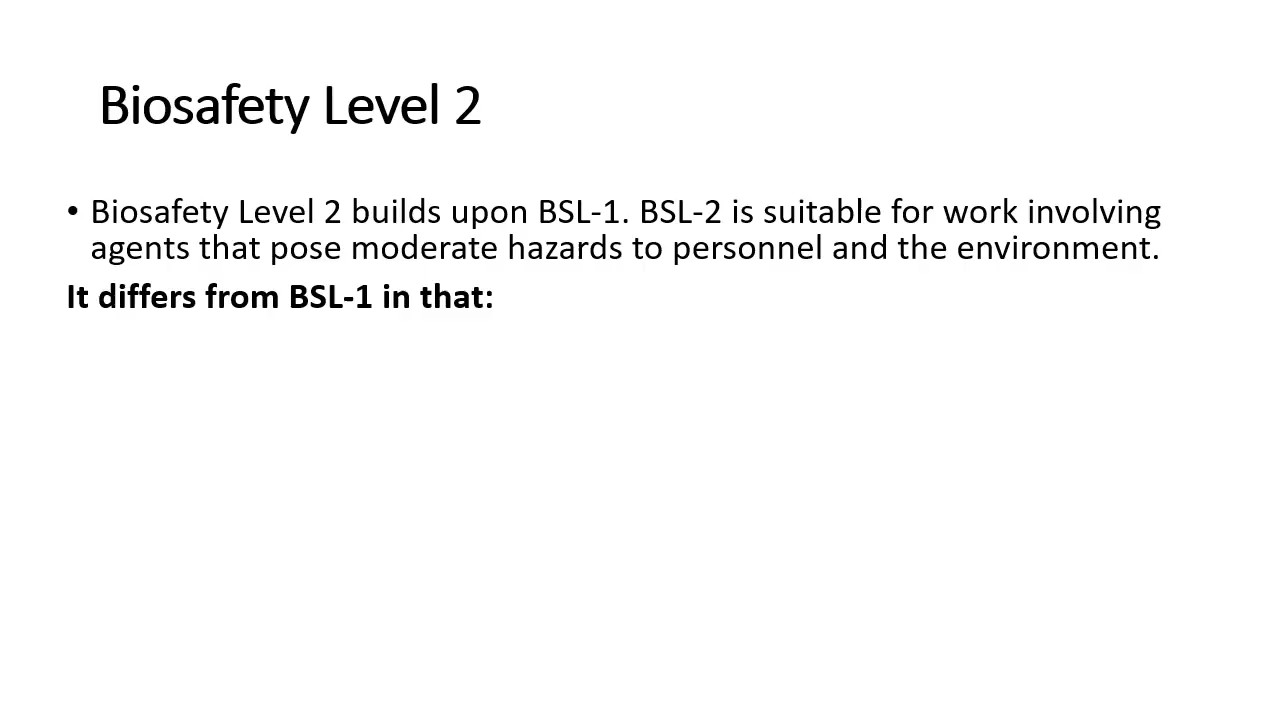 Biosafety Level 2
• Biosafety Level 2 builds upon BSL-1. BSL-2 is suitable for work involving
agents that pose moderate hazards to personnel and the environment.
It differs from BSL-1 in that: